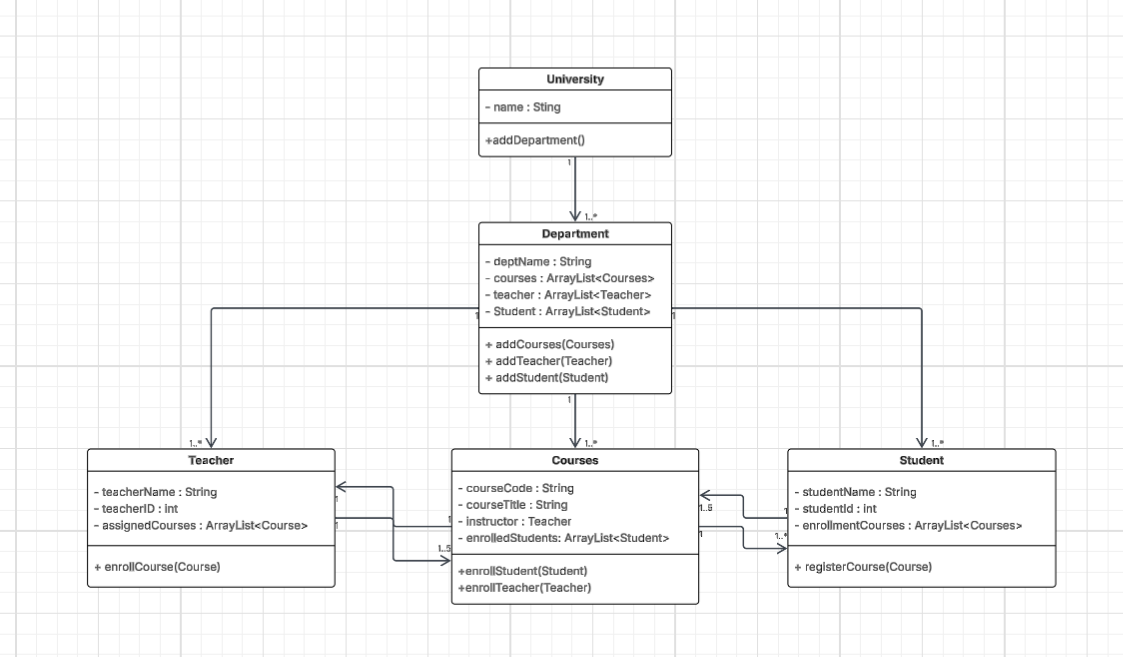 University
- name : Sting
+addDepartment()
1
1..*
Department
- deptName : String
- courses : ArrayList<Courses>
- teacher : ArrayList<Teacher>
- Student : ArrayList<Student>
1
1
+ addCourses(Courses)
+ addTeacher(Teacher)
+ addStudent(Student)
1
1..*
1..*
1..*
Teacher
- teacherName : String
- teacherID : int
- assignedCourses : ArrayList<Course>
+ enrollCourse(Course)
1
1
1
1..5
Courses
- courseCode : String
- courseTitle : String
- instructor : Teacher
- enrolledStudents: ArrayList<Student>
+enrollStudent(Student)
+enrollTeacher(Teacher)
1..5
1
1
1..*
Student
- studentName : String
- studentId : int
- enrollmentCourses : ArrayList<Courses>
+ registerCourse(Course)